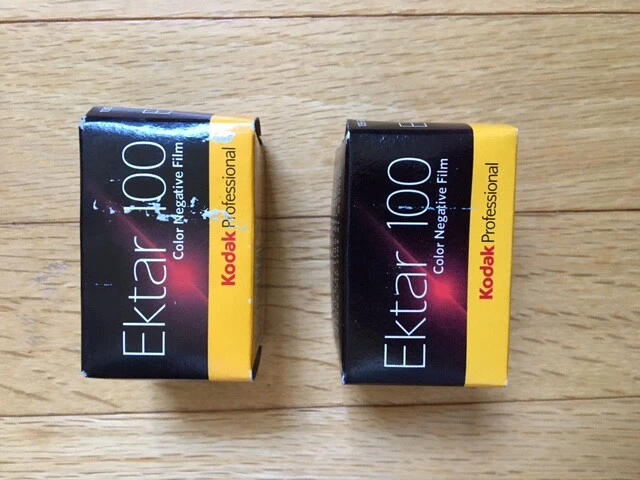 Ektar 100
Color Negative Film
Kodak Professional
Ektar 100
Color Negative Film
Kodak Professional